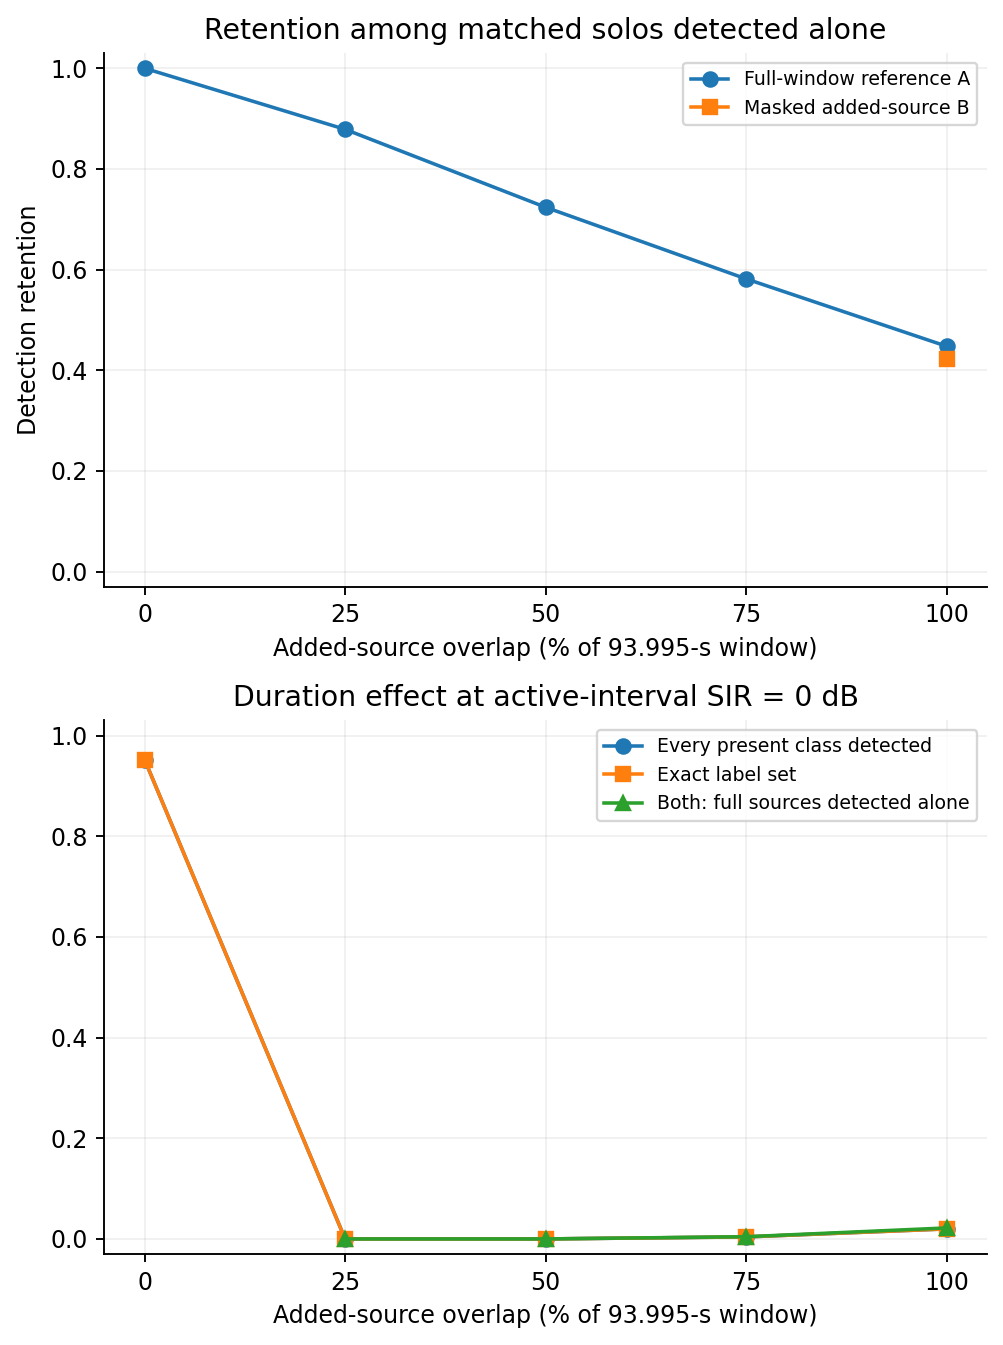 Retention among matched solos detected alone
Full-window reference A
Masked added-source B
Detection retention
1.0
0.8
0.6
0.4
0.2
0.0
0 25 50 75 100
Added-source overlap (% of 93.995-s window)
Duration effect at active-interval SIR = 0 dB
Every present class detected
Exact label set
Both: full sources detected alone
1.0
0.8
0.6
0.4
0.2
0.0
0 25 50 75 100
Added-source overlap (% of 93.995-s window)